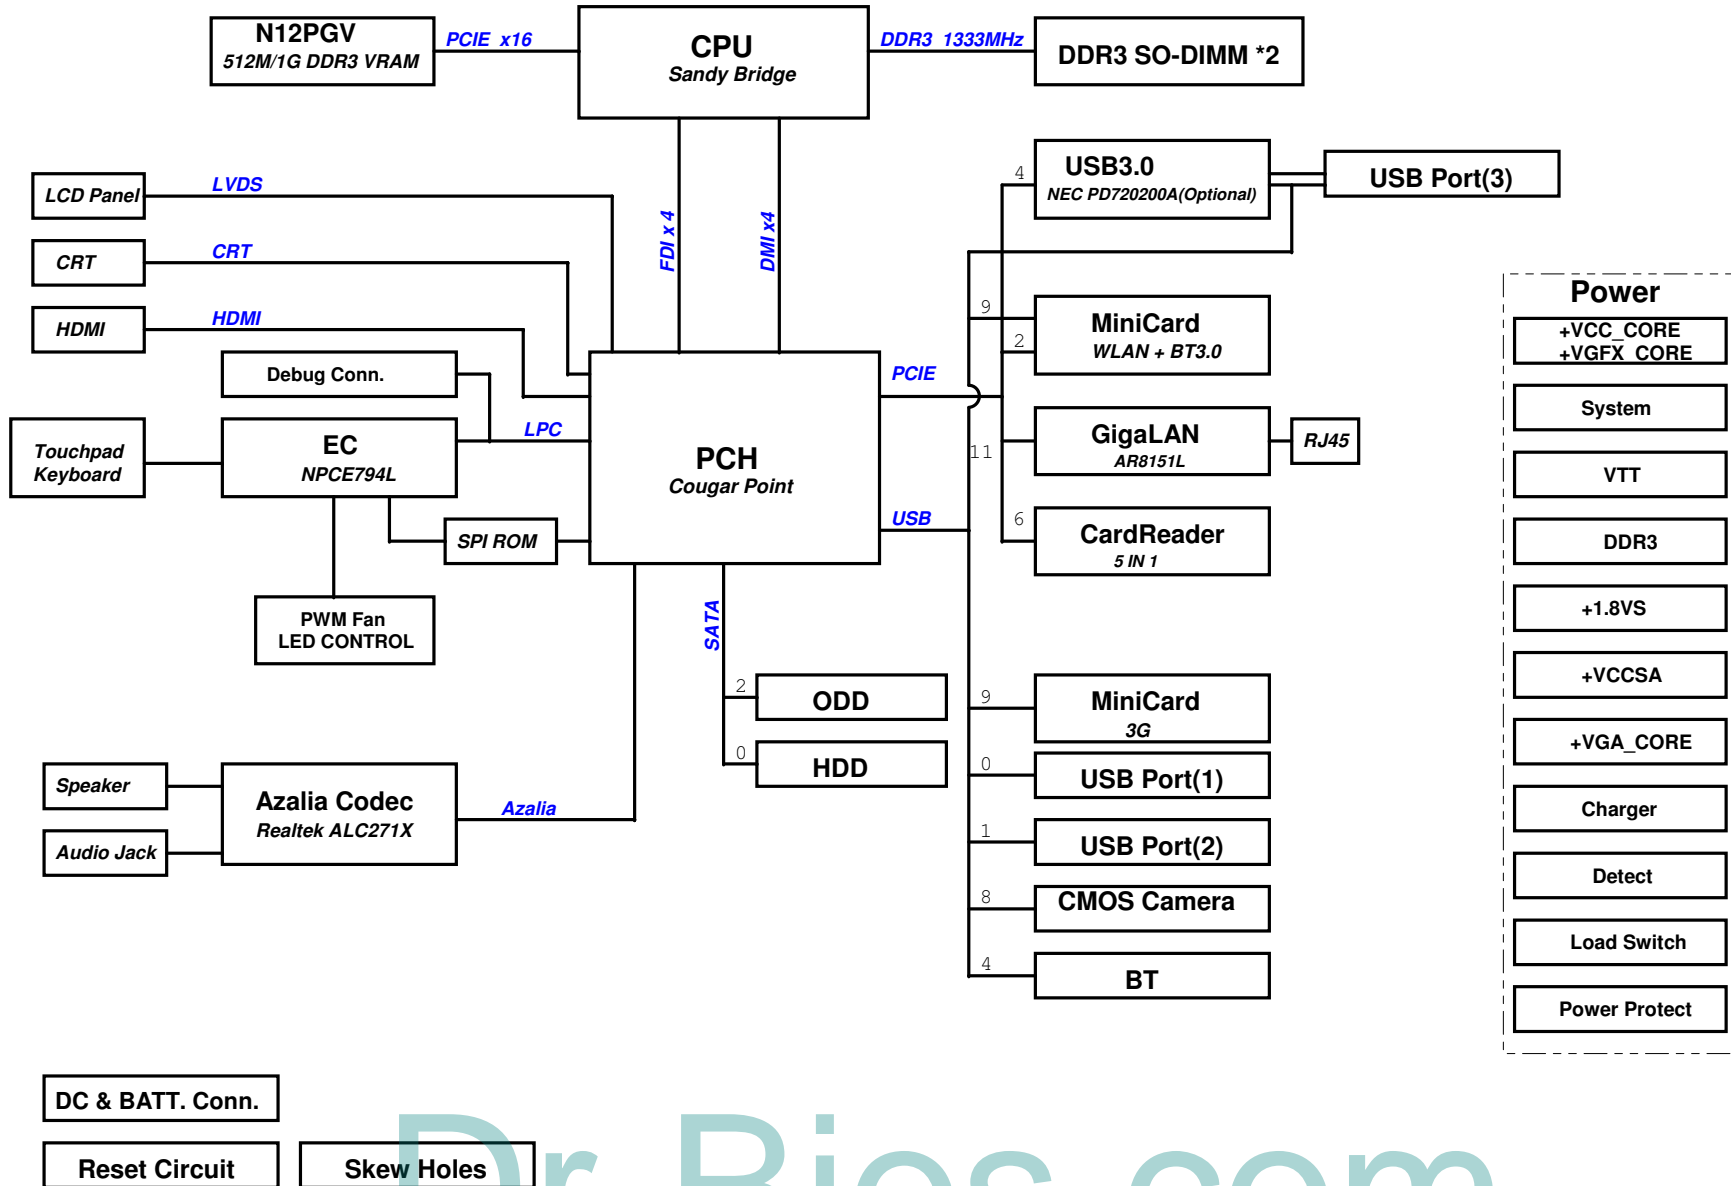 N12PGV
512M/1G DDR3 VRAM
PCIE x16
CPU
Sandy Bridge
DDR3 1333MHz
DDR3 SO-DIMM *2
LCD Panel
LVDS
CRT
CRT
HDMI
HDMI
FDI x 4
DMI x4
4
USB3.0
NEC PD720200A(Optional)
USB Port(3)
9
2
MiniCard
WLAN + BT3.0
Debug Conn.
PCIE
Touchpad
Keyboard
EC
NPCE794L
LPC
PCH
Cougar Point
11
GigaLAN
AR8151L
RJ45
SPI ROM
USB
6
CardReader
5 IN 1
PWM Fan
LED CONTROL
SATA
2
ODD
0
HDD
9
MiniCard
3G
0
USB Port(1)
1
USB Port(2)
8
CMOS Camera
4
BT
Speaker
Audio Jack
Azalia Codec
Realtek ALC271X
Azalia
Power
+VCC_CORE
+VGFX_CORE
System
VTT
DDR3
+1.8VS
+VCCSA
+VGA_CORE
Charger
Detect
Load Switch
Power Protect
DC & BATT. Conn.
Reset Circuit
Skew Holes
Dr-Bios.com